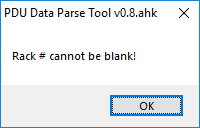 PDU Data Parse Tool v0.8.ahk
Rack # cannot be blank!
OK